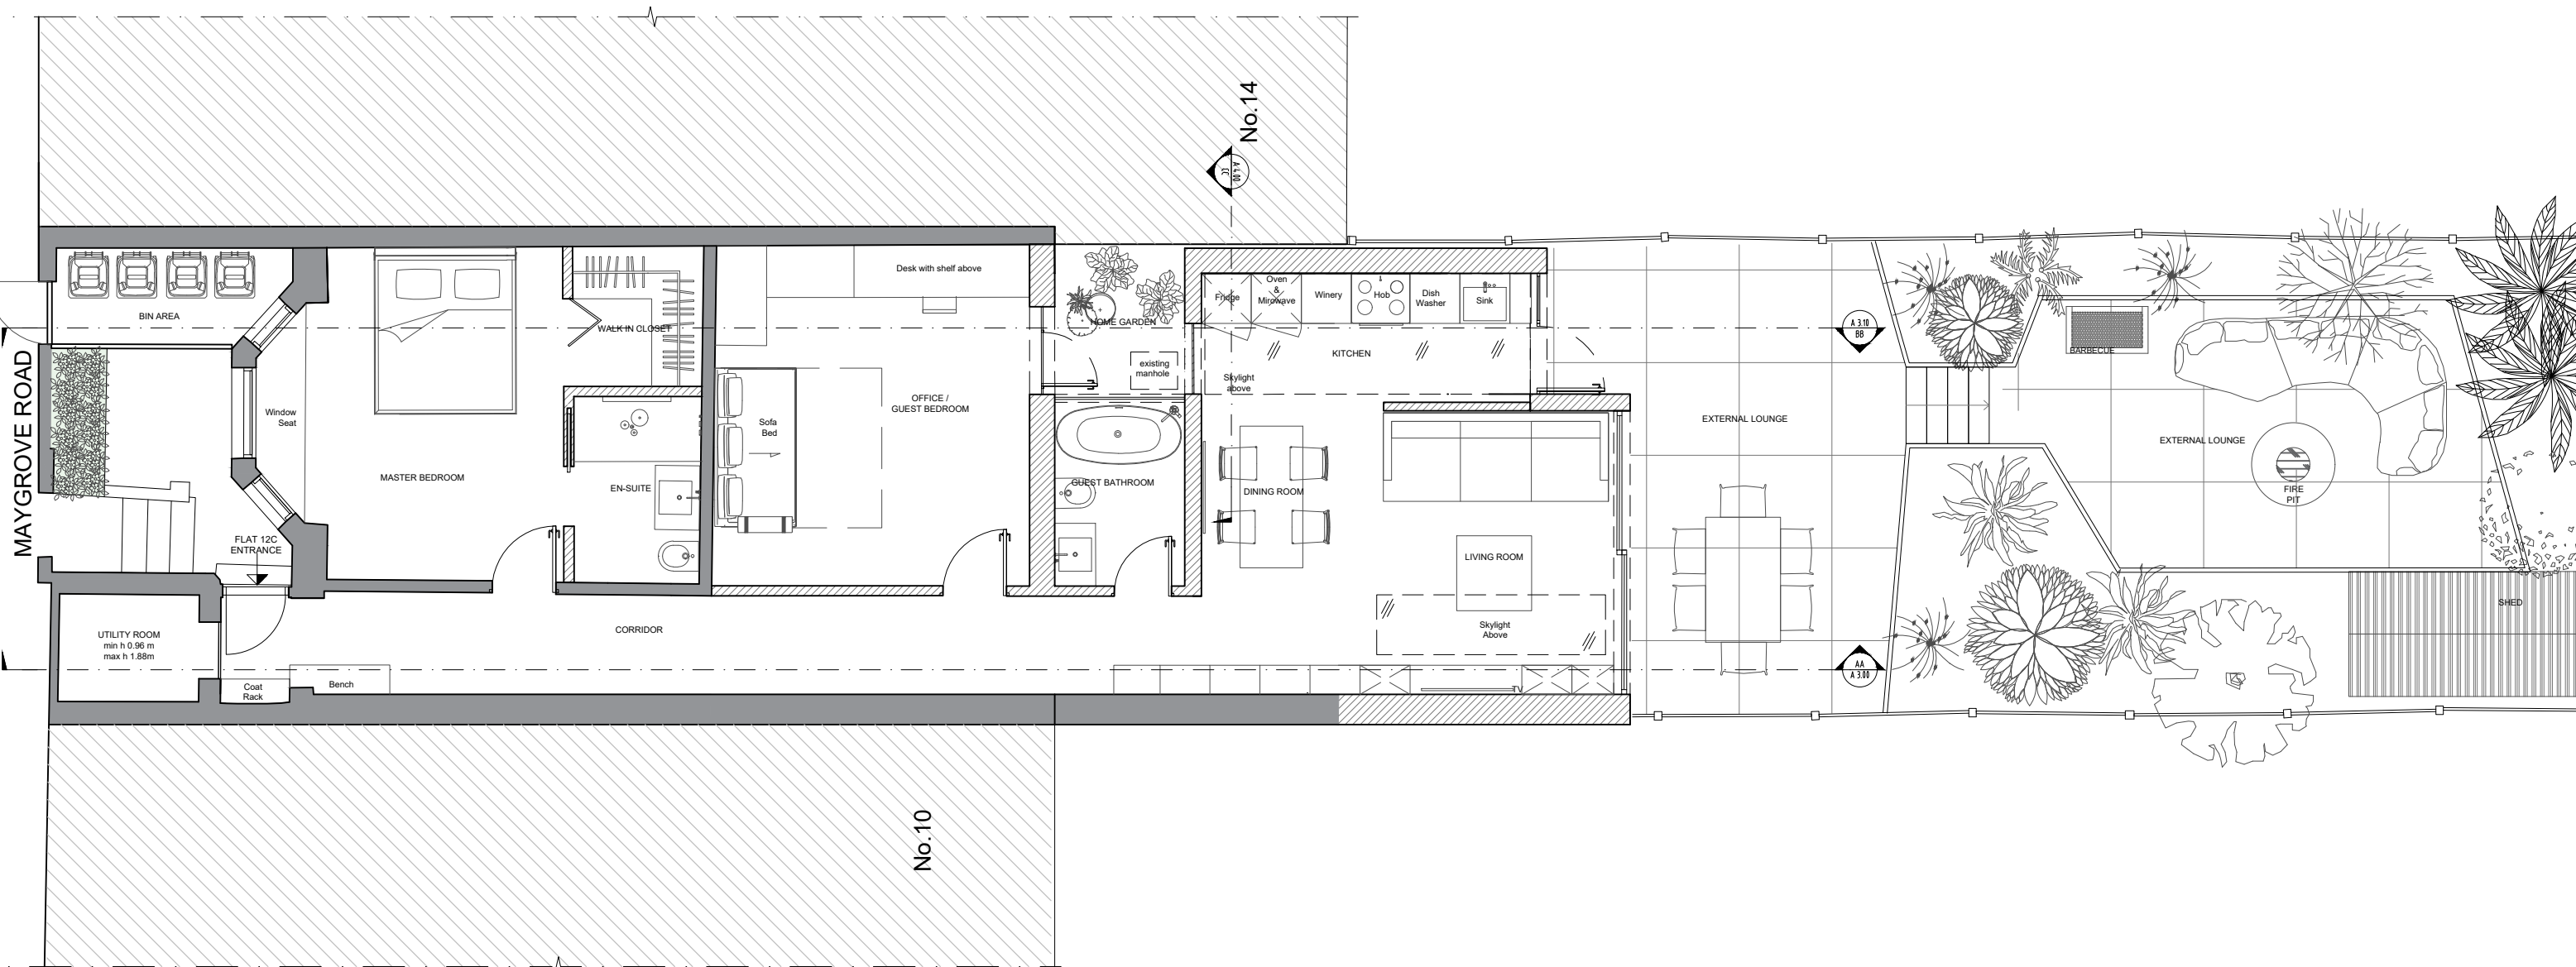 No.14
A 4.00
CC
MAYGROVE ROAD
BIN AREA
Window
Seat
MASTER BEDROOM
WALK IN CLOSET
EN-SUITE
FLAT 12C
ENTRANCE
UTILITY ROOM
min h 0.96 m
max h 1.88m
Coat
Rack
Bench
CORRIDOR
Desk with shelf above
Sofa
Bed
OFFICE /
GUEST BEDROOM
HOME GARDEN
existing
manhole
GUEST BATHROOM
Fridge
Oven
&
Mirowave
Winery
Hob
Dish
Washer
Sink
KITCHEN
Skylight
above
DINING ROOM
LIVING ROOM
Skylight
Above
TV
EXTERNAL LOUNGE
A 3.10
BB
AA
A 3.00
BARBECUE
EXTERNAL LOUNGE
FIRE
PIT
SHED
No.10